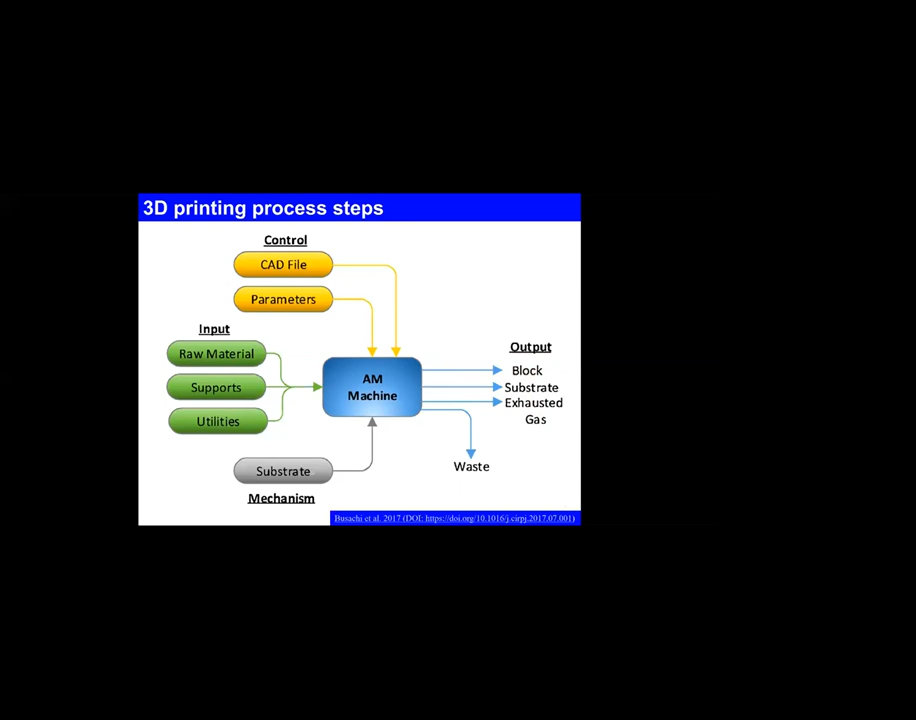 3D printing process steps
Control
CAD File
Parameters
Input
Raw Material
Supports
Utilities
AM
Machine
Output
Block
Substrate
Exhausted
Gas
Waste
Substrate
Mechanism
Busachi et al. 2017 (DOI: https://doi.org/10.1016/j.cirpj.2017.07.001)